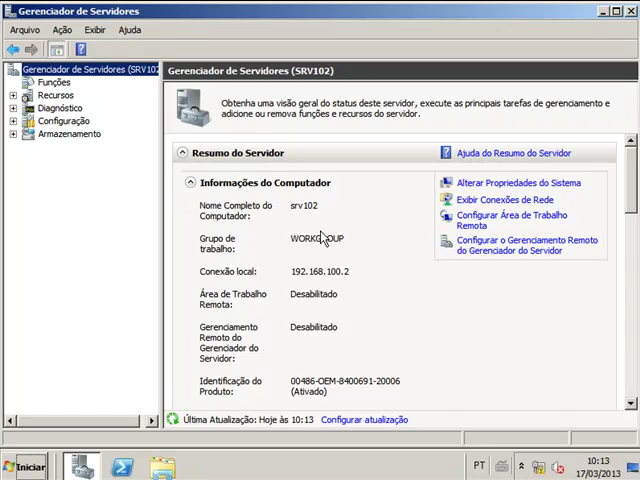 Gerenciador de Servidores
Arquivo Ação Exibir Ajuda
Gerenciador de Servidores (SRV102
Funções
Recursos
Diagnóstico
Configuração
Armazenamento
Gerenciador de Servidores (SRV102)
Obtenha uma visão geral do status deste servidor, execute as principais tarefas de gerenciamento e
adicione ou remova funções e recursos do servidor.
Resumo do Servidor
Ajuda do Resumo do Servidor
Informações do Computador
Nome Completo do
Computador:
srv102
Grupo de
trabalho:
WORKGROUP
Conexão local:
192.168.100.2
Área de Trabalho
Remota:
Desabilitado
Gerenciamento
Remoto do
Gerenciador do
Servidor:
Desabilitado
Identificação do
Produto:
00486-OEM-8400691-20006
(Ativado)
Alterar Propriedades do Sistema
Exibir Conexões de Rede
Configurar Área de Trabalho
Remota
Configurar o Gerenciamento Remoto
do Gerenciador do Servidor
Última Atualização: Hoje às 10:13 Configurar atualização
Iniciar
PT
10:13
17/03/2013